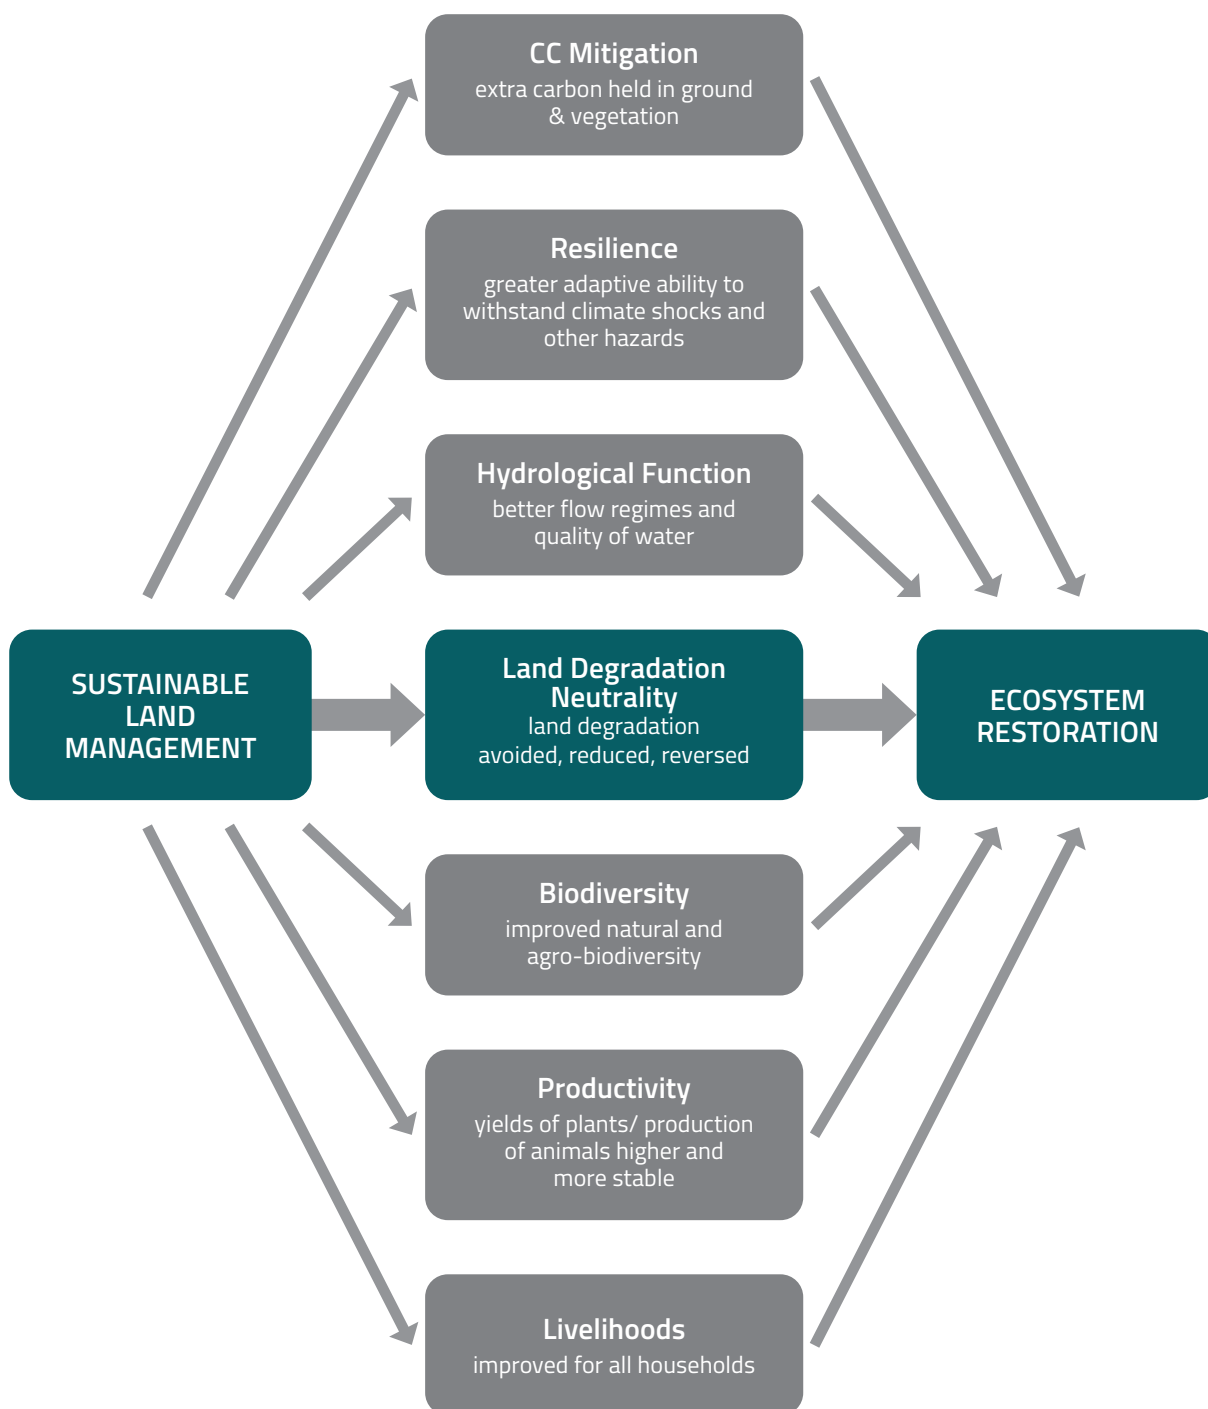 CC Mitigation
extra carbon held in ground
& vegetation
Resilience
greater adaptive ability to
withstand climate shocks and
other hazards
Hydrological Function
better flow regimes and
quality of water
SUSTAINABLE
LAND
MANAGEMENT
Land Degradation
Neutrality
land degradation
avoided, reduced, reversed
ECOSYSTEM
RESTORATION
Biodiversity
improved natural and
agro-biodiversity
Productivity
yields of plants/ production
of animals higher and
more stable
Livelihoods
improved for all households